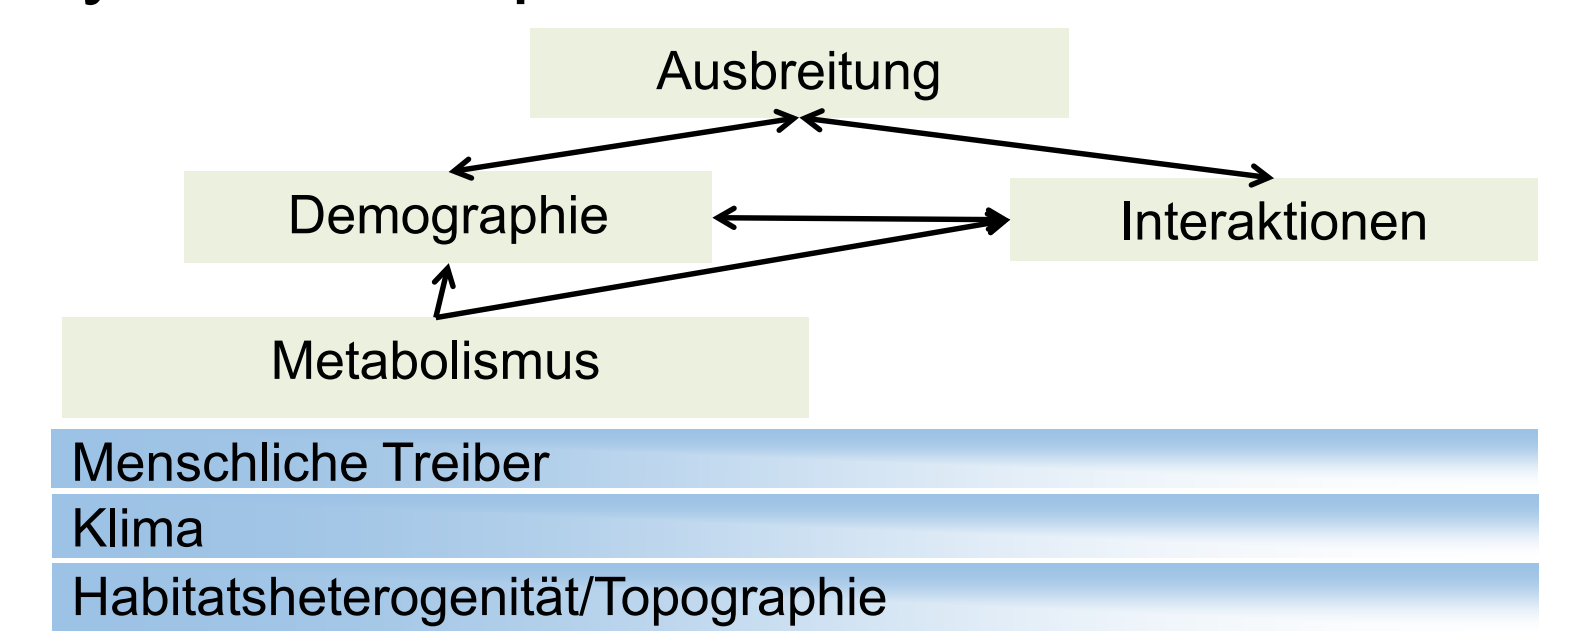 Ausbreitung
Demographie
Interaktionen
Metabolismus
Menschliche Treiber
Klima
Habitatsheterogenität/Topographie